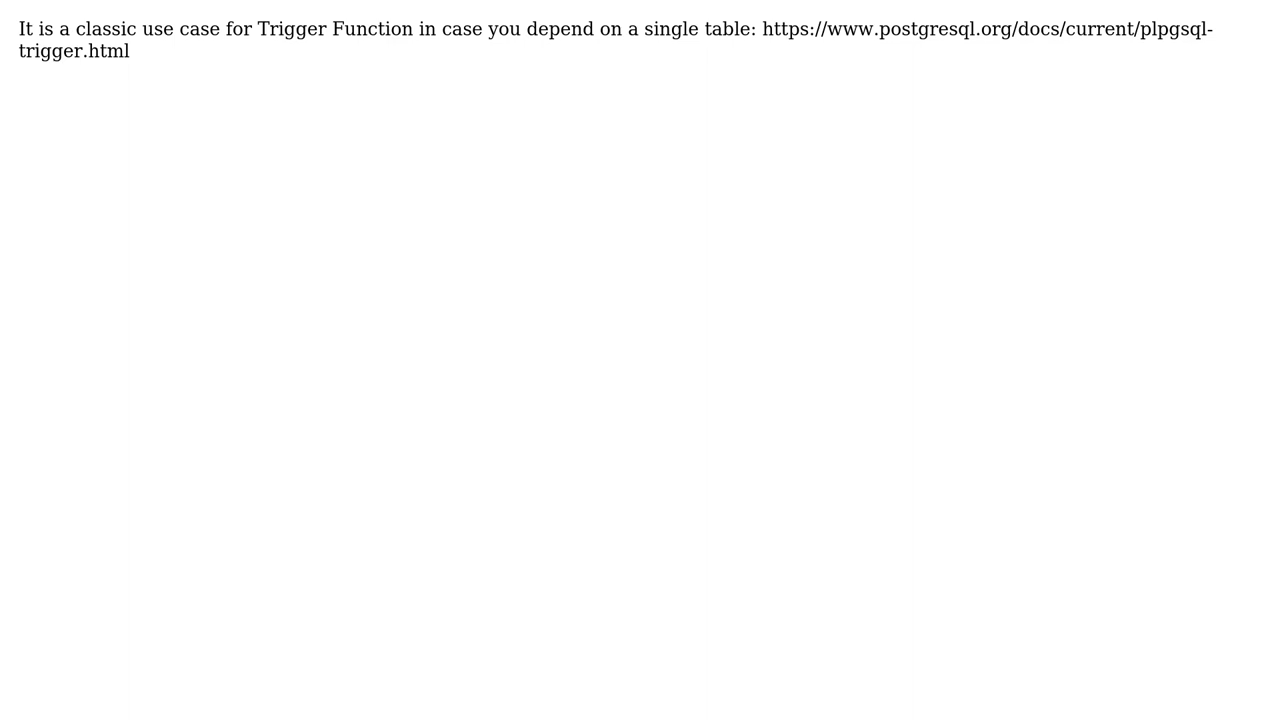 It is a classic use case for Trigger Function in case you depend on a single table: https://www.postgresql.org/docs/current/plpgsql-
trigger.html